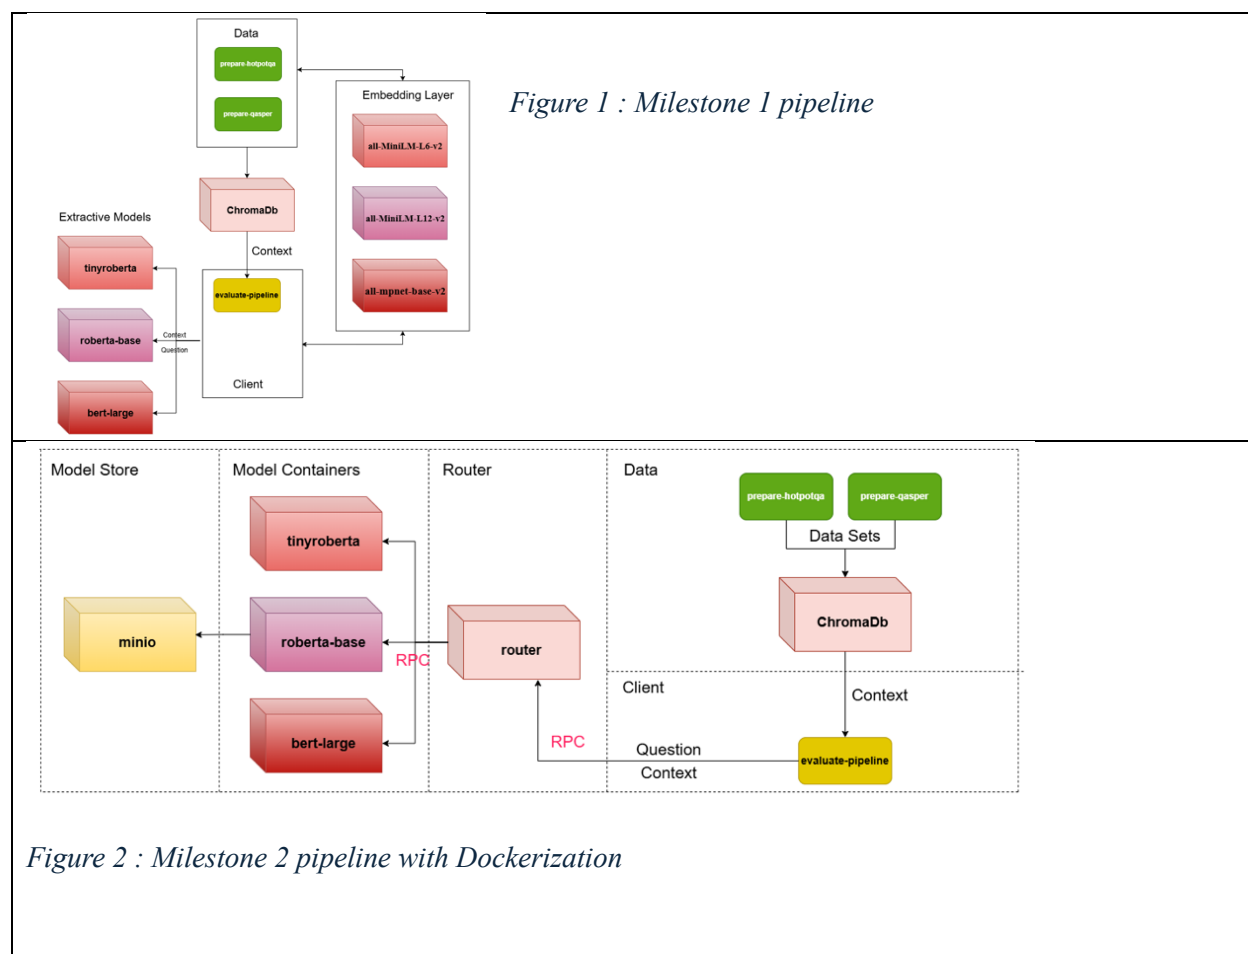 Data
prepare-hotpotqa
prepare-qasper
Embedding Layer
all-MiniLM-L6-v2
all-MiniLM-L12-v2
all-mpnet-base-v2
Figure 1 : Milestone 1 pipeline
ChromaDb
Context
Extractive Models
tinyroberta
roberta-base
bert-large
Context
Question
evaluate-pipeline
Client
Model Store
Model Containers
Router
Data
minio
tinyroberta
roberta-base
bert-large
RPC
router
RPC
prepare-hotpotqa
prepare-qasper
Data Sets
ChromaDb
Client
Context
Question
Context
evaluate-pipeline
Figure 2 : Milestone 2 pipeline with Dockerization